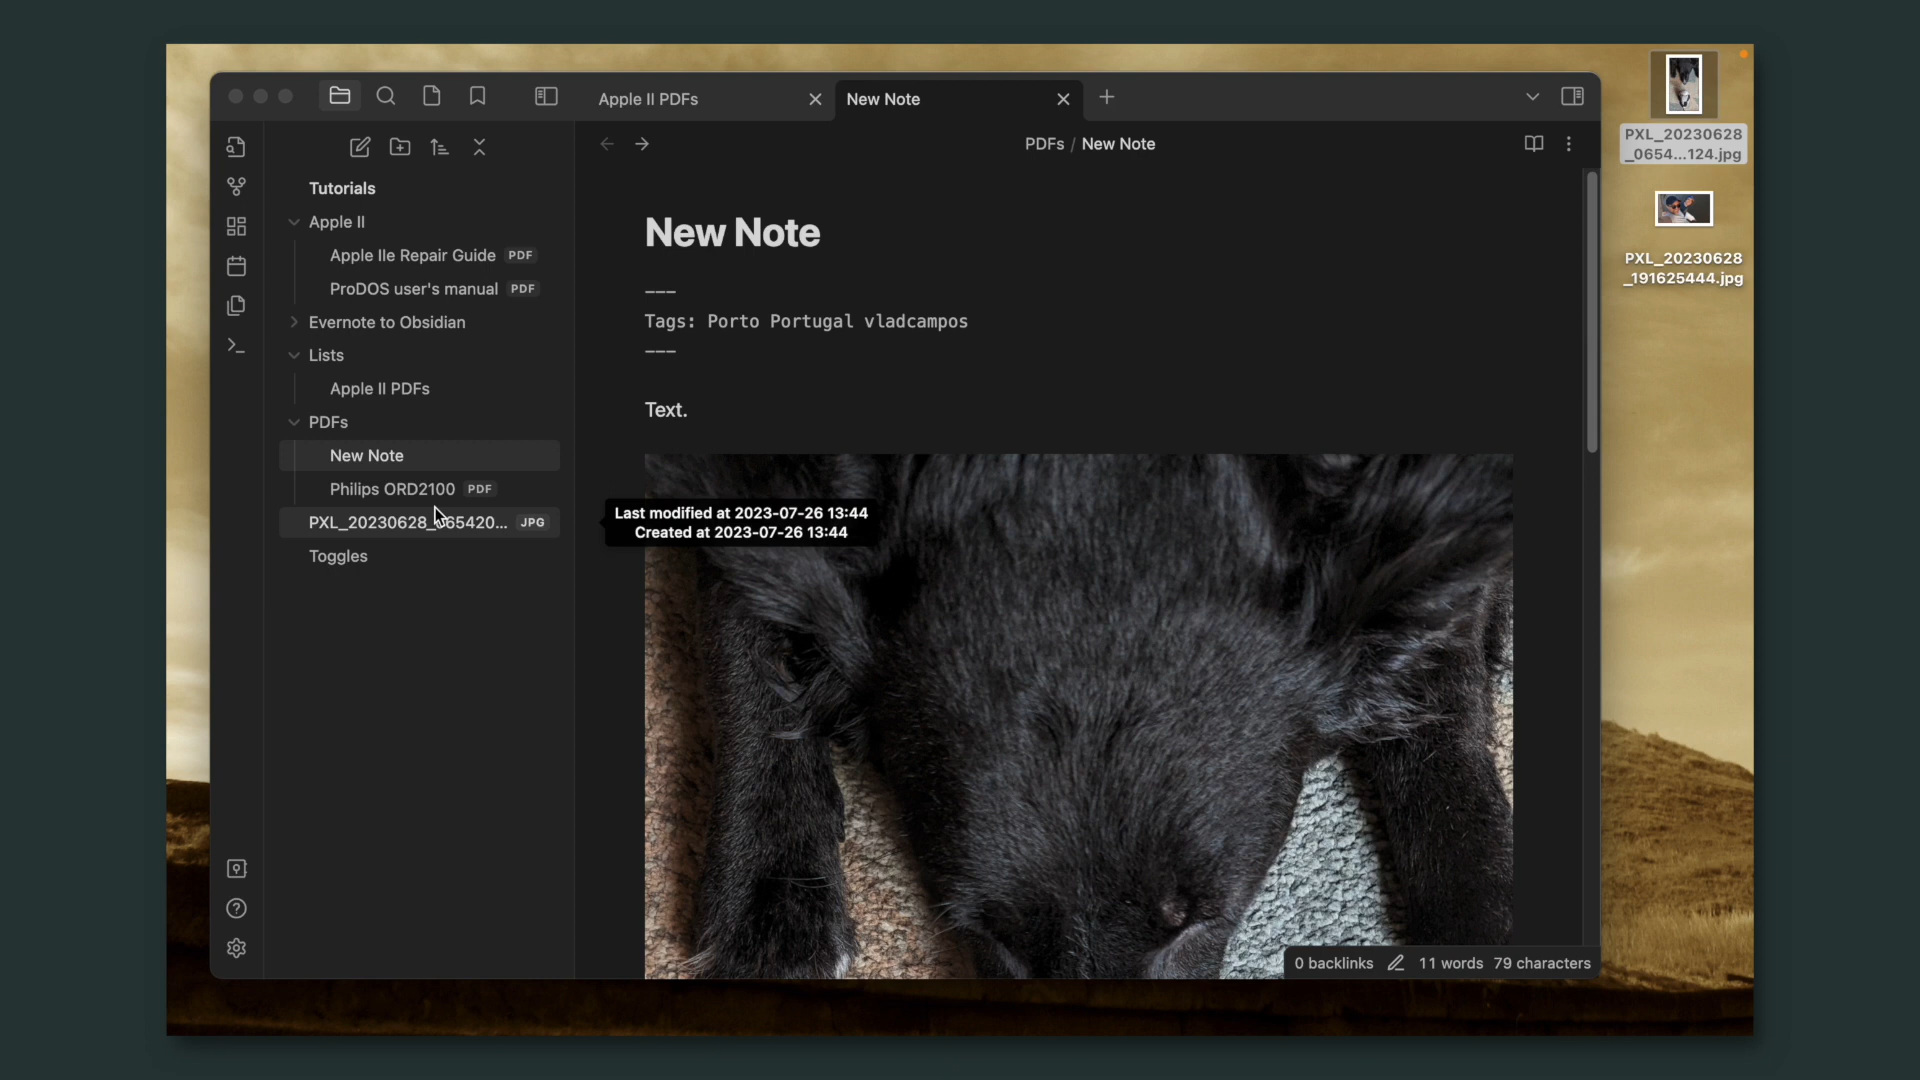 Apple II PDFs
New Note
PDFs / New Note
Tutorials
Apple II
Apple IIe Repair Guide PDF
ProDOS user's manual PDF
Evernote to Obsidian
Lists
Apple II PDFs
PDFs
New Note
Philips ORD2100 PDF
PXL_20230628_065420... JPG
Toggles
New Note
---
Tags: Porto Portugal vladcampos
---
Text.
Last modified at 2023-07-26 13:44
Created at 2023-07-26 13:44
0 backlinks 11 words 79 characters
PXL_20230628
_0654...124.jpg
PXL_20230628
_191625444.jpg